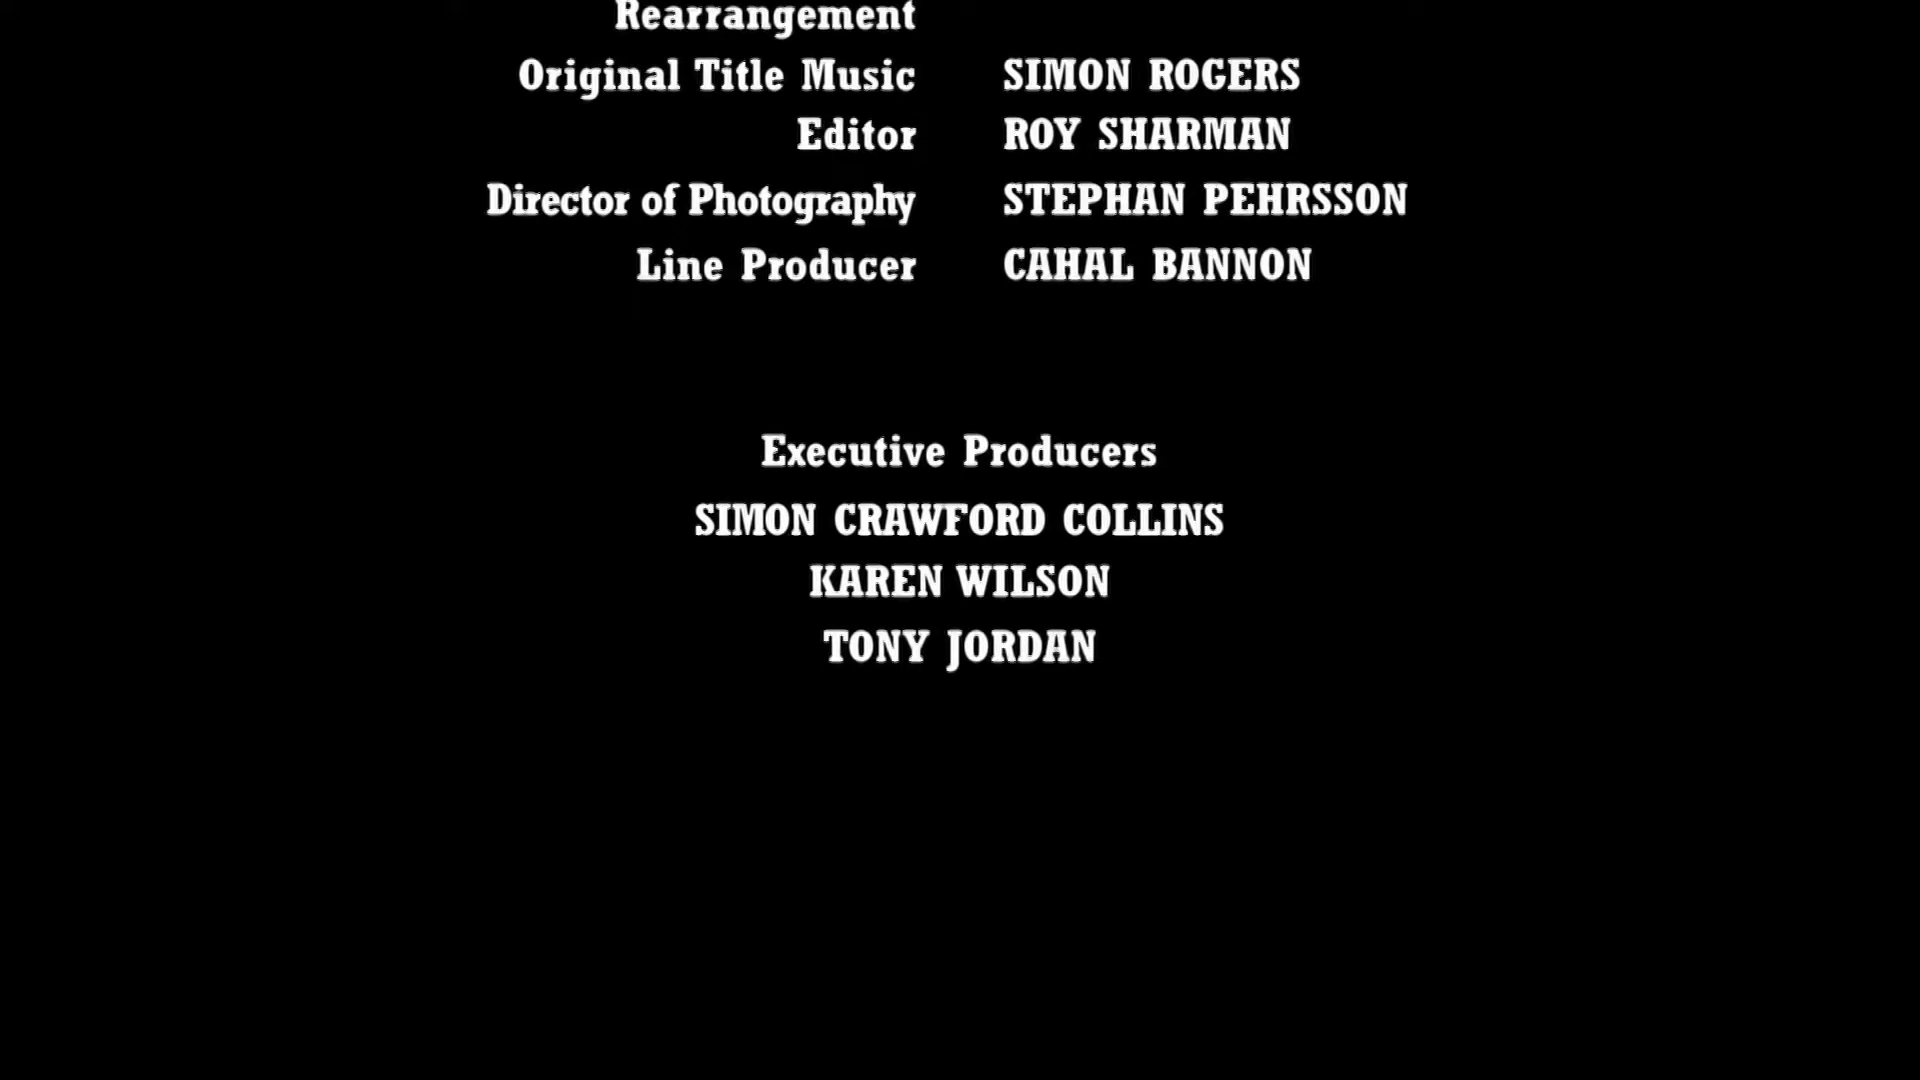 Rearrangement
Original Title Music SIMON ROGERS
Editor ROY SHARMAN
Director of Photography STEPHAN PEHRSSON
Line Producer CAHAL BANNON
Executive Producers
SIMON CRAWFORD COLLINS
KAREN WILSON
TONY JORDAN